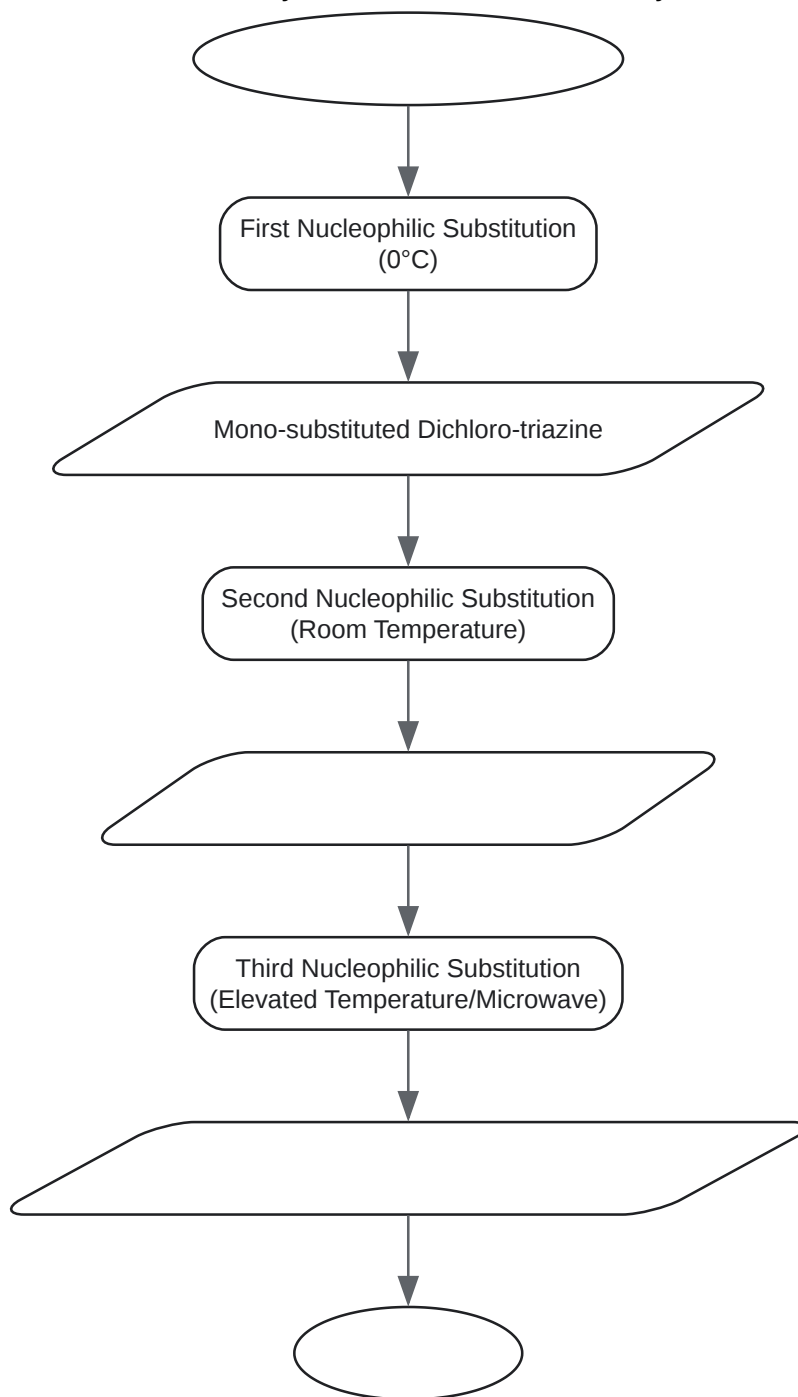 First Nucleophilic Substitution
(0°C)
Mono-substituted Dichloro-triazine
Second Nucleophilic Substitution
(Room Temperature)
Third Nucleophilic Substitution
(Elevated Temperature/Microwave)